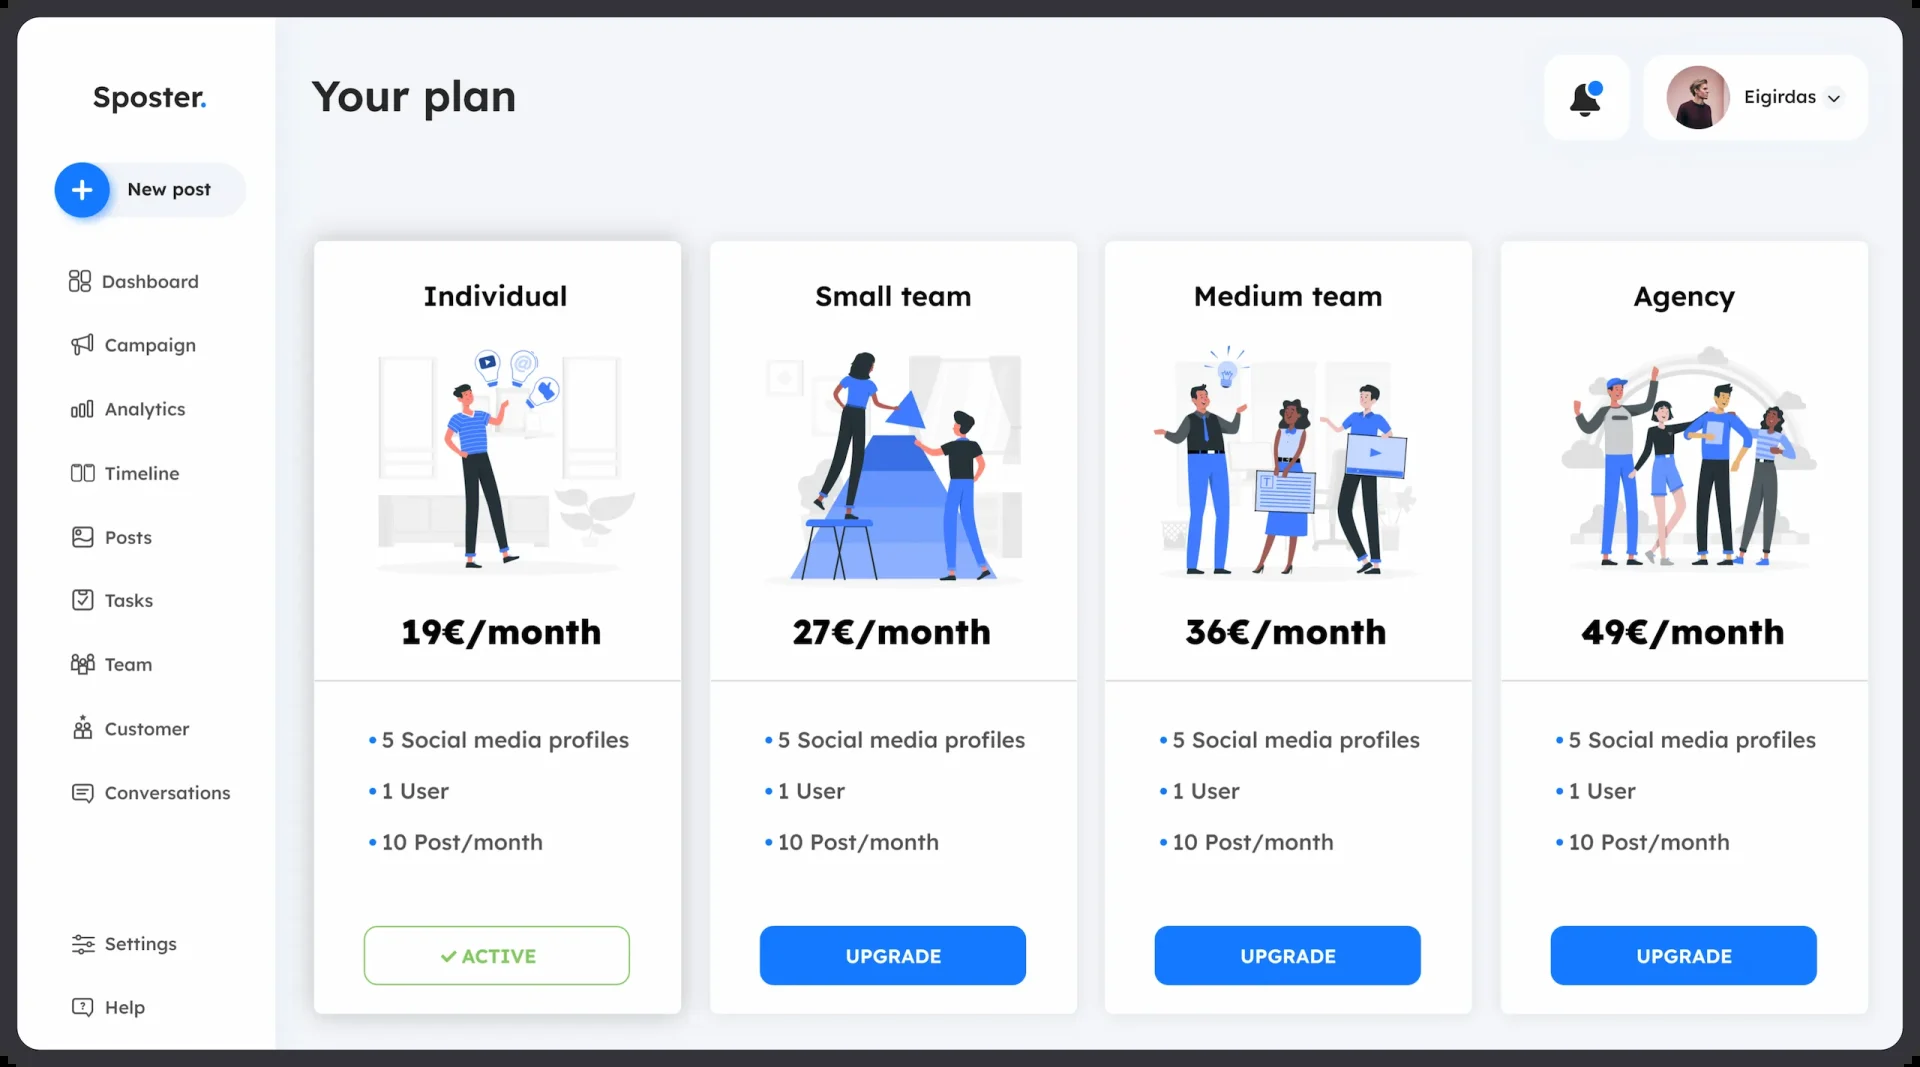 Sposter.
Your plan
Eigirdas
New post
Dashboard
Campaign
Analytics
Timeline
Posts
Tasks
Team
Customer
Conversations
Settings
Help
Individual
19€/month
• 5 Social media profiles
• 1 User
• 10 Post/month
✓ ACTIVE
Small team
27€/month
• 5 Social media profiles
• 1 User
• 10 Post/month
UPGRADE
Medium team
T
36€/month
• 5 Social media profiles
• 1 User
• 10 Post/month
UPGRADE
Agency
49€/month
• 5 Social media profiles
• 1 User
• 10 Post/month
UPGRADE